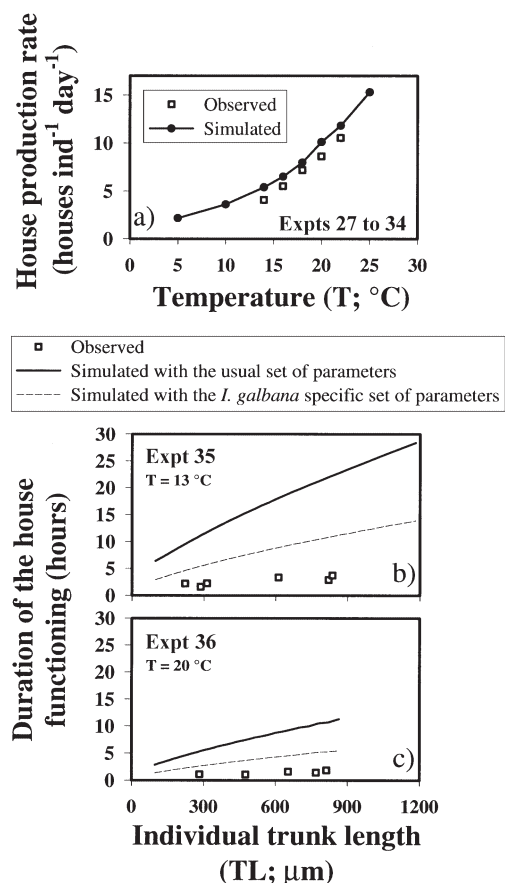 House production rate
(houses ind⁻¹ day⁻¹)
15
10
5
0
Observed
Simulated
a)
Expts 27 to 34
0 5 10 15 20 25 30
Temperature (T; °C)
Observed
Simulated with the usual set of parameters
Simulated with the I. galbana specific set of parameters
Duration of the house
functioning (hours)
30
25
20
15
10
5
0
Expt 35
T = 13 °C
b)
30
25
20
15
10
5
0
Expt 36
T = 20 °C
c)
0 300 600 900 1200
Individual trunk length
(TL; µm)